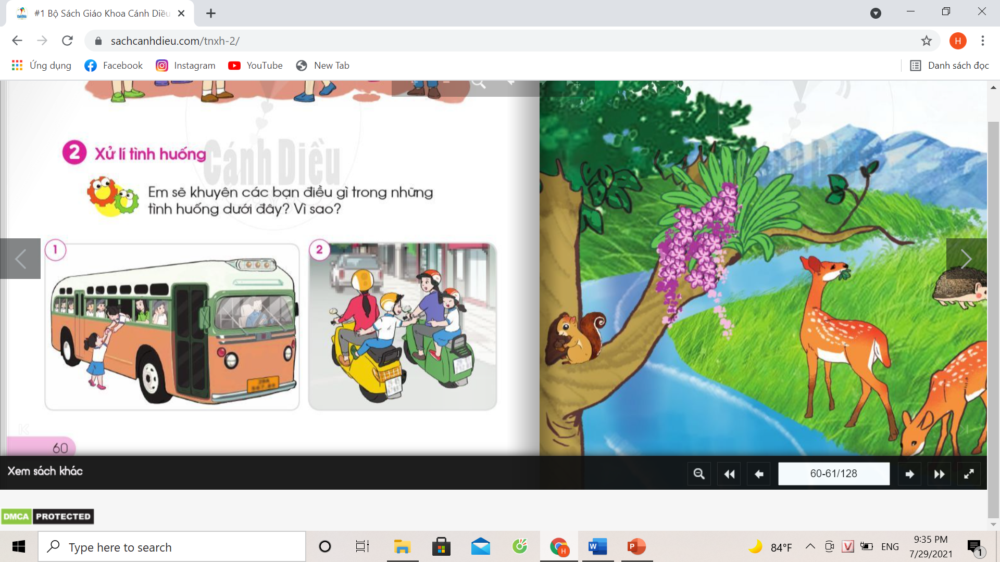 #1 Bộ Sách Giáo Khoa Cánh Diều
sachcanhdieu.com/tnxh-2/
H
Ứng dụng
Facebook
Instagram
YouTube
New Tab
Danh sách đọc
Cánh Diều
2 Xử lí tình huống
Em sẽ khuyên các bạn điều gì trong những
tình huống dưới đây? Vì sao?
1
2
60
Xem sách khác
60-61/128
DMCA PROTECTED
Type here to search
84°F
ENG
9:35 PM
7/29/2021
1